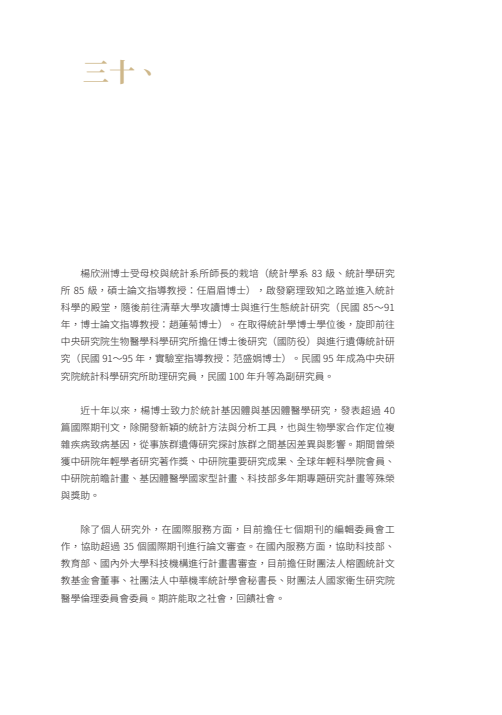 三十、
楊欣洲博士受母校與統計系所師長的栽培（統計學系 83 級、統計學研究
所 85 級，碩士論文指導教授：任眉眉博士），啟發窮理致知之路並進入統計
科學的殿堂，隨後前往清華大學攻讀博士與進行生態統計研究（民國 85～91
年，博士論文指導教授：趙蓮菊博士）。在取得統計學博士學位後，旋即前往
中央研究院生物醫學科學研究所擔任博士後研究（國防役）與進行遺傳統計研
究（民國 91～95 年，實驗室指導教授：范盛娟博士）。民國 95 年成為中央研
究院統計科學研究所助理研究員，民國 100 年升等為副研究員。
近十年以來，楊博士致力於統計基因體與基因體醫學研究，發表超過 40
篇國際期刊文，除開發新穎的統計方法與分析工具，也與生物學家合作定位複
雜疾病致病基因，從事族群遺傳研究探討族群之間基因差異與影響。期間曾榮
獲中研院年輕學者研究著作獎、中研院重要研究成果、全球年輕科學院會員、
中研院前瞻計畫、基因體醫學國家型計畫、科技部多年期專題研究計畫等殊榮
與獎助。
除了個人研究外，在國際服務方面，目前擔任七個期刊的編輯委員會工
作，協助超過 35 個國際期刊進行論文審查。在國內服務方面，協助科技部、
教育部、國內外大學科技機構進行計畫書審查，目前擔任財團法人榕園統計文
教基金會董事、社團法人中華機率統計學會秘書長、財團法人國家衛生研究院
醫學倫理委員會委員。期許能取之社會，回饋社會。